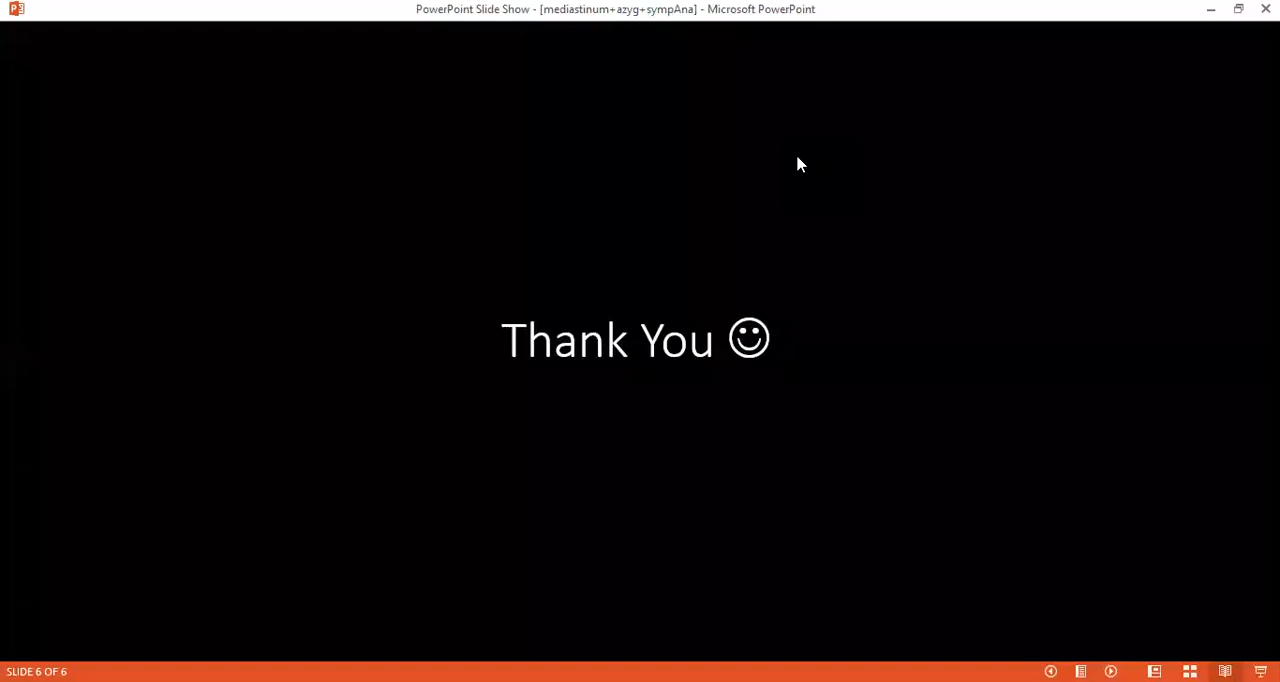 PowerPoint Slide Show - [mediastinum+azyg+sympAna] - Microsoft PowerPoint
Thank You ☺
SLIDE 6 OF 6